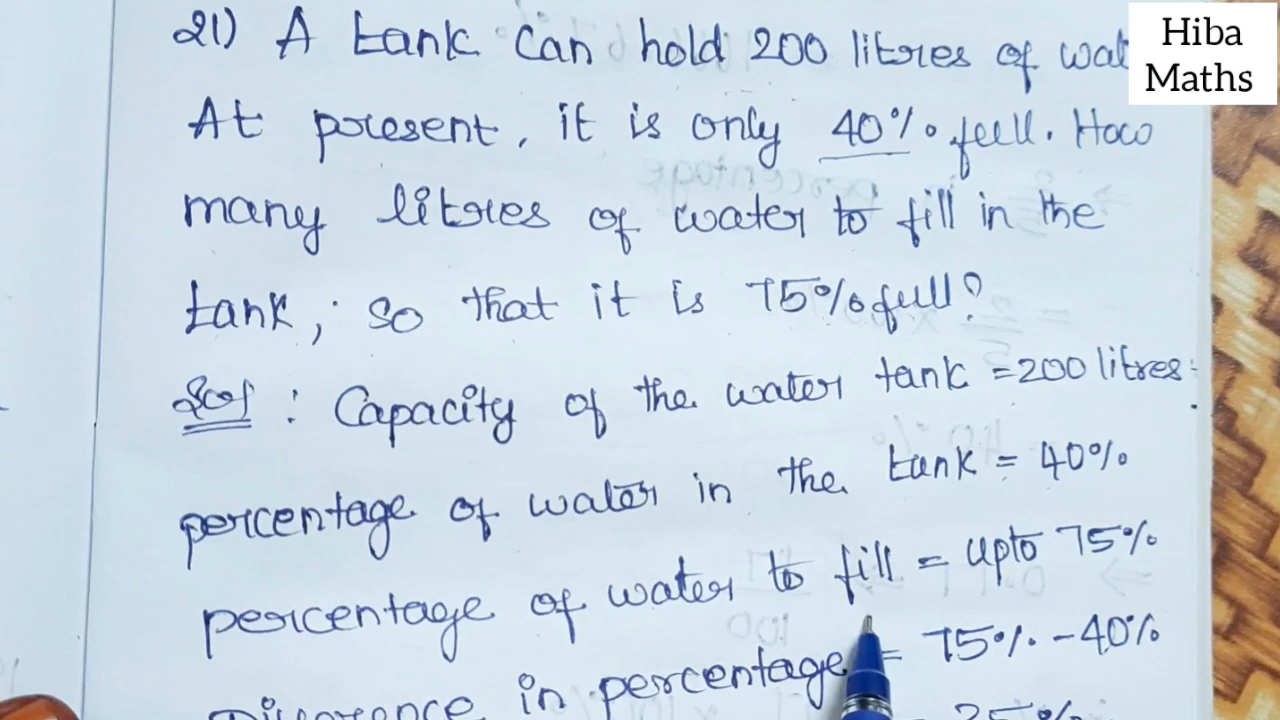 Hiba
Maths
21) A tank can hold 200 litres of
At present, it is only 40% full. How
many litres of water to fill in the
tank, so that it is 75% full?
Sol : Capacity of the water tank = 200 litres
percentage of water in the tank = 40%
percentage of water to fill = upto 75%
Difference in percentage = 75% - 40%
35%